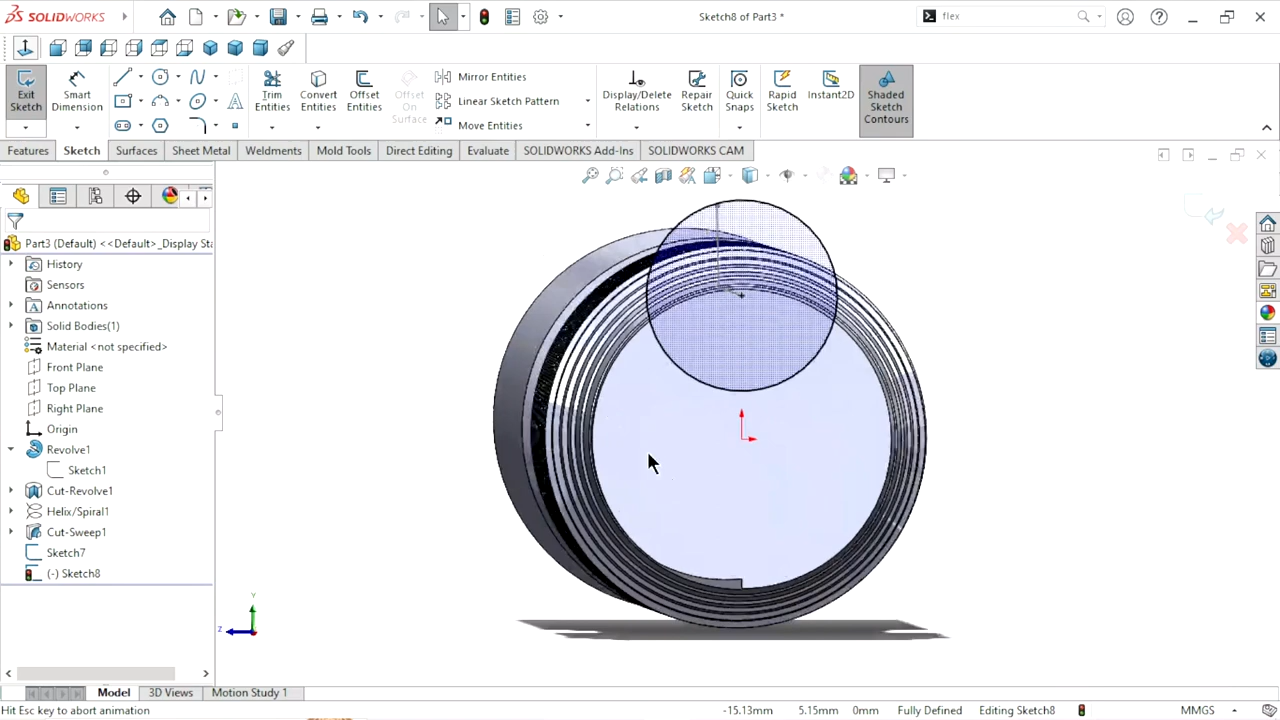 SOLIDWORKS
Sketch8 of Part3 *
flex
Exit Sketch
Smart Dimension
Trim Entities
Convert Entities
Offset Entities
Offset On Surface
Mirror Entities
Linear Sketch Pattern
Move Entities
Display/Delete Relations
Repair Sketch
Quick Snaps
Rapid Sketch
Instant2D
Shaded Sketch Contours
Features
Sketch
Surfaces
Sheet Metal
Weldments
Mold Tools
Direct Editing
Evaluate
SOLIDWORKS Add-Ins
SOLIDWORKS CAM
Part3 (Default) <<Default>_Display Sta
History
Sensors
Annotations
Solid Bodies(1)
Material <not specified>
Front Plane
Top Plane
Right Plane
Origin
Revolve1
Sketch1
Cut-Revolve1
Helix/Spiral1
Cut-Sweep1
Sketch7
(-) Sketch8
Y
Z
Model
3D Views
Motion Study 1
Hit Esc key to abort animation
-15.13mm
5.15mm
0mm
Fully Defined
Editing Sketch8
MMGS